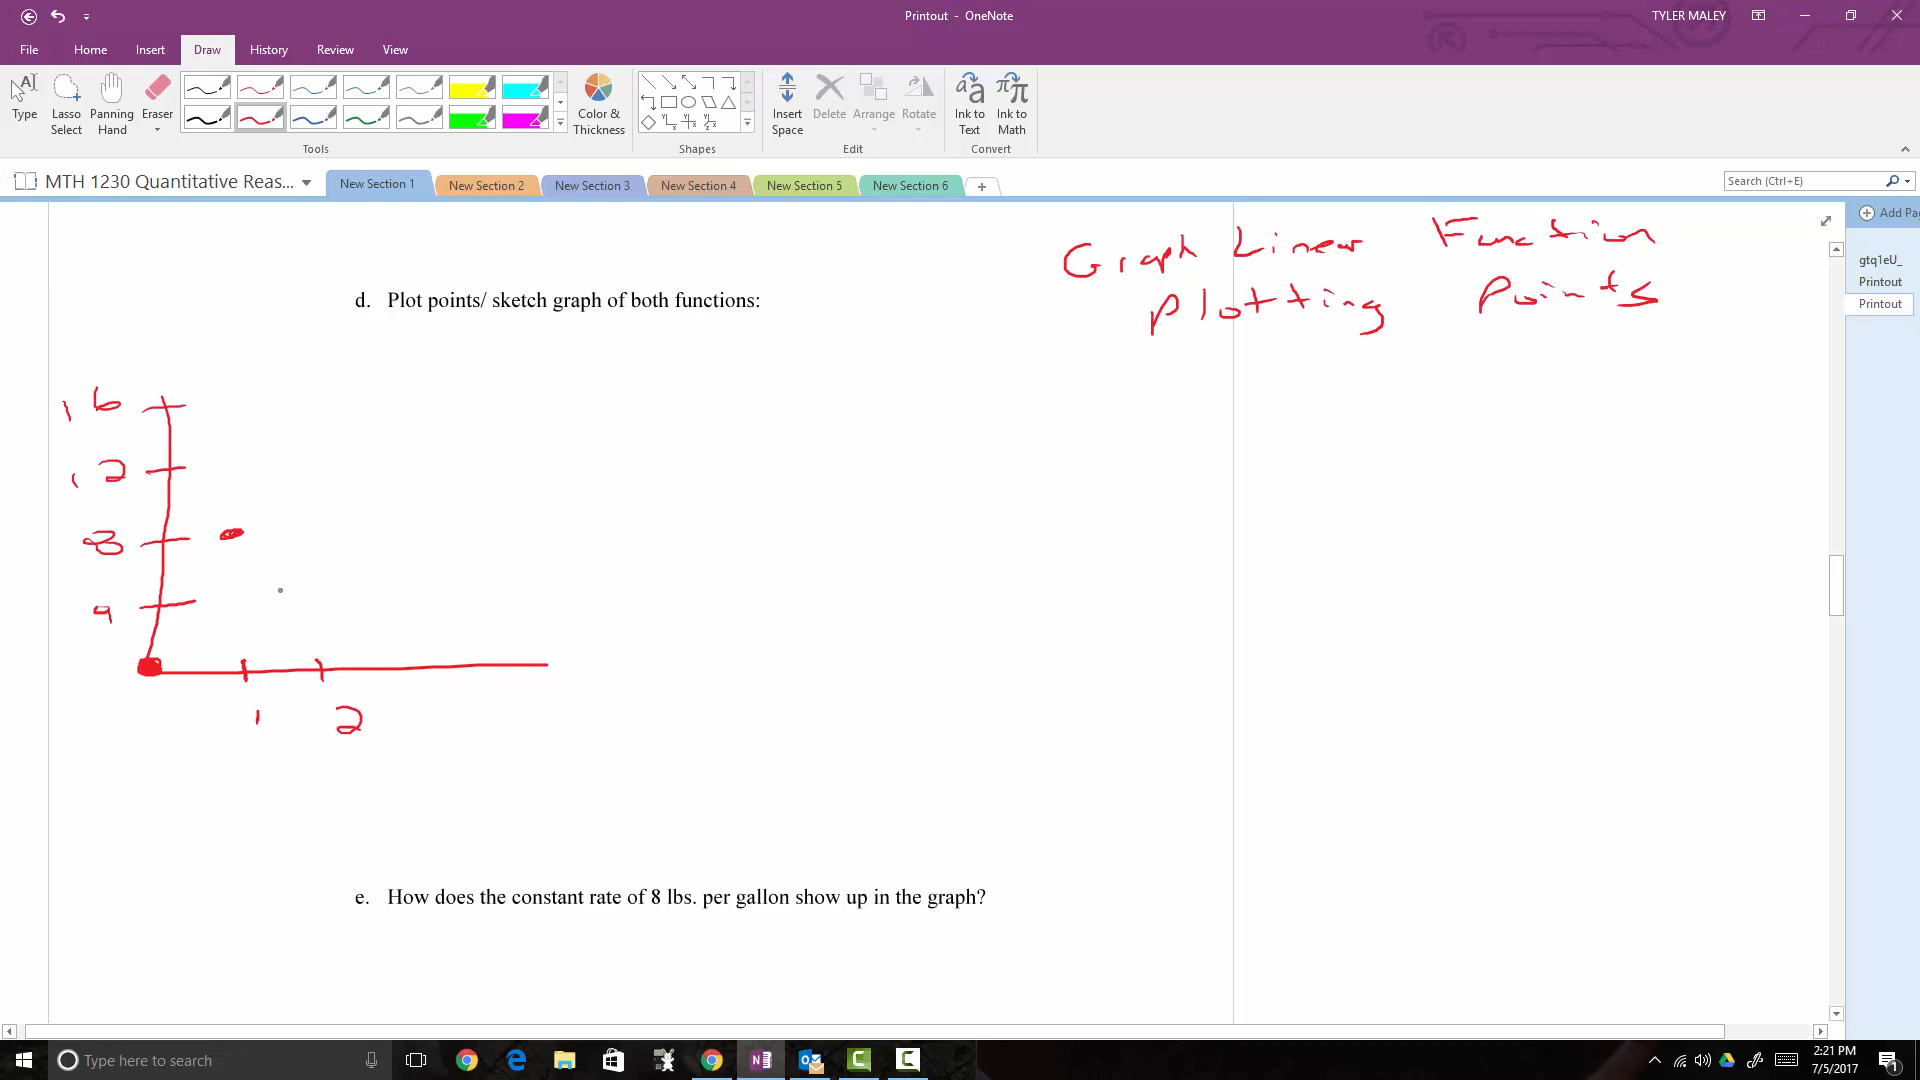 Printout - OneNote
TYLER MALEY
File Home Insert Draw History Review View
Type
Lasso Select
Panning Hand
Eraser
Color & Thickness
Insert Space
Delete
Arrange
Rotate
Ink to Text
Ink to Math
Tools
Shapes
Edit
Convert
MTH 1230 Quantitative Reas...
New Section 1 New Section 2 New Section 3 New Section 4 New Section 5 New Section 6
Search (Ctrl+E)
Add Pag
gtq1eU_
Printout
Printout
Graph Linear Function
Plotting Points
d. Plot points/ sketch graph of both functions:
16
12
8
4
1 2
e. How does the constant rate of 8 lbs. per gallon show up in the graph?
Type here to search
2:21 PM
7/5/2017